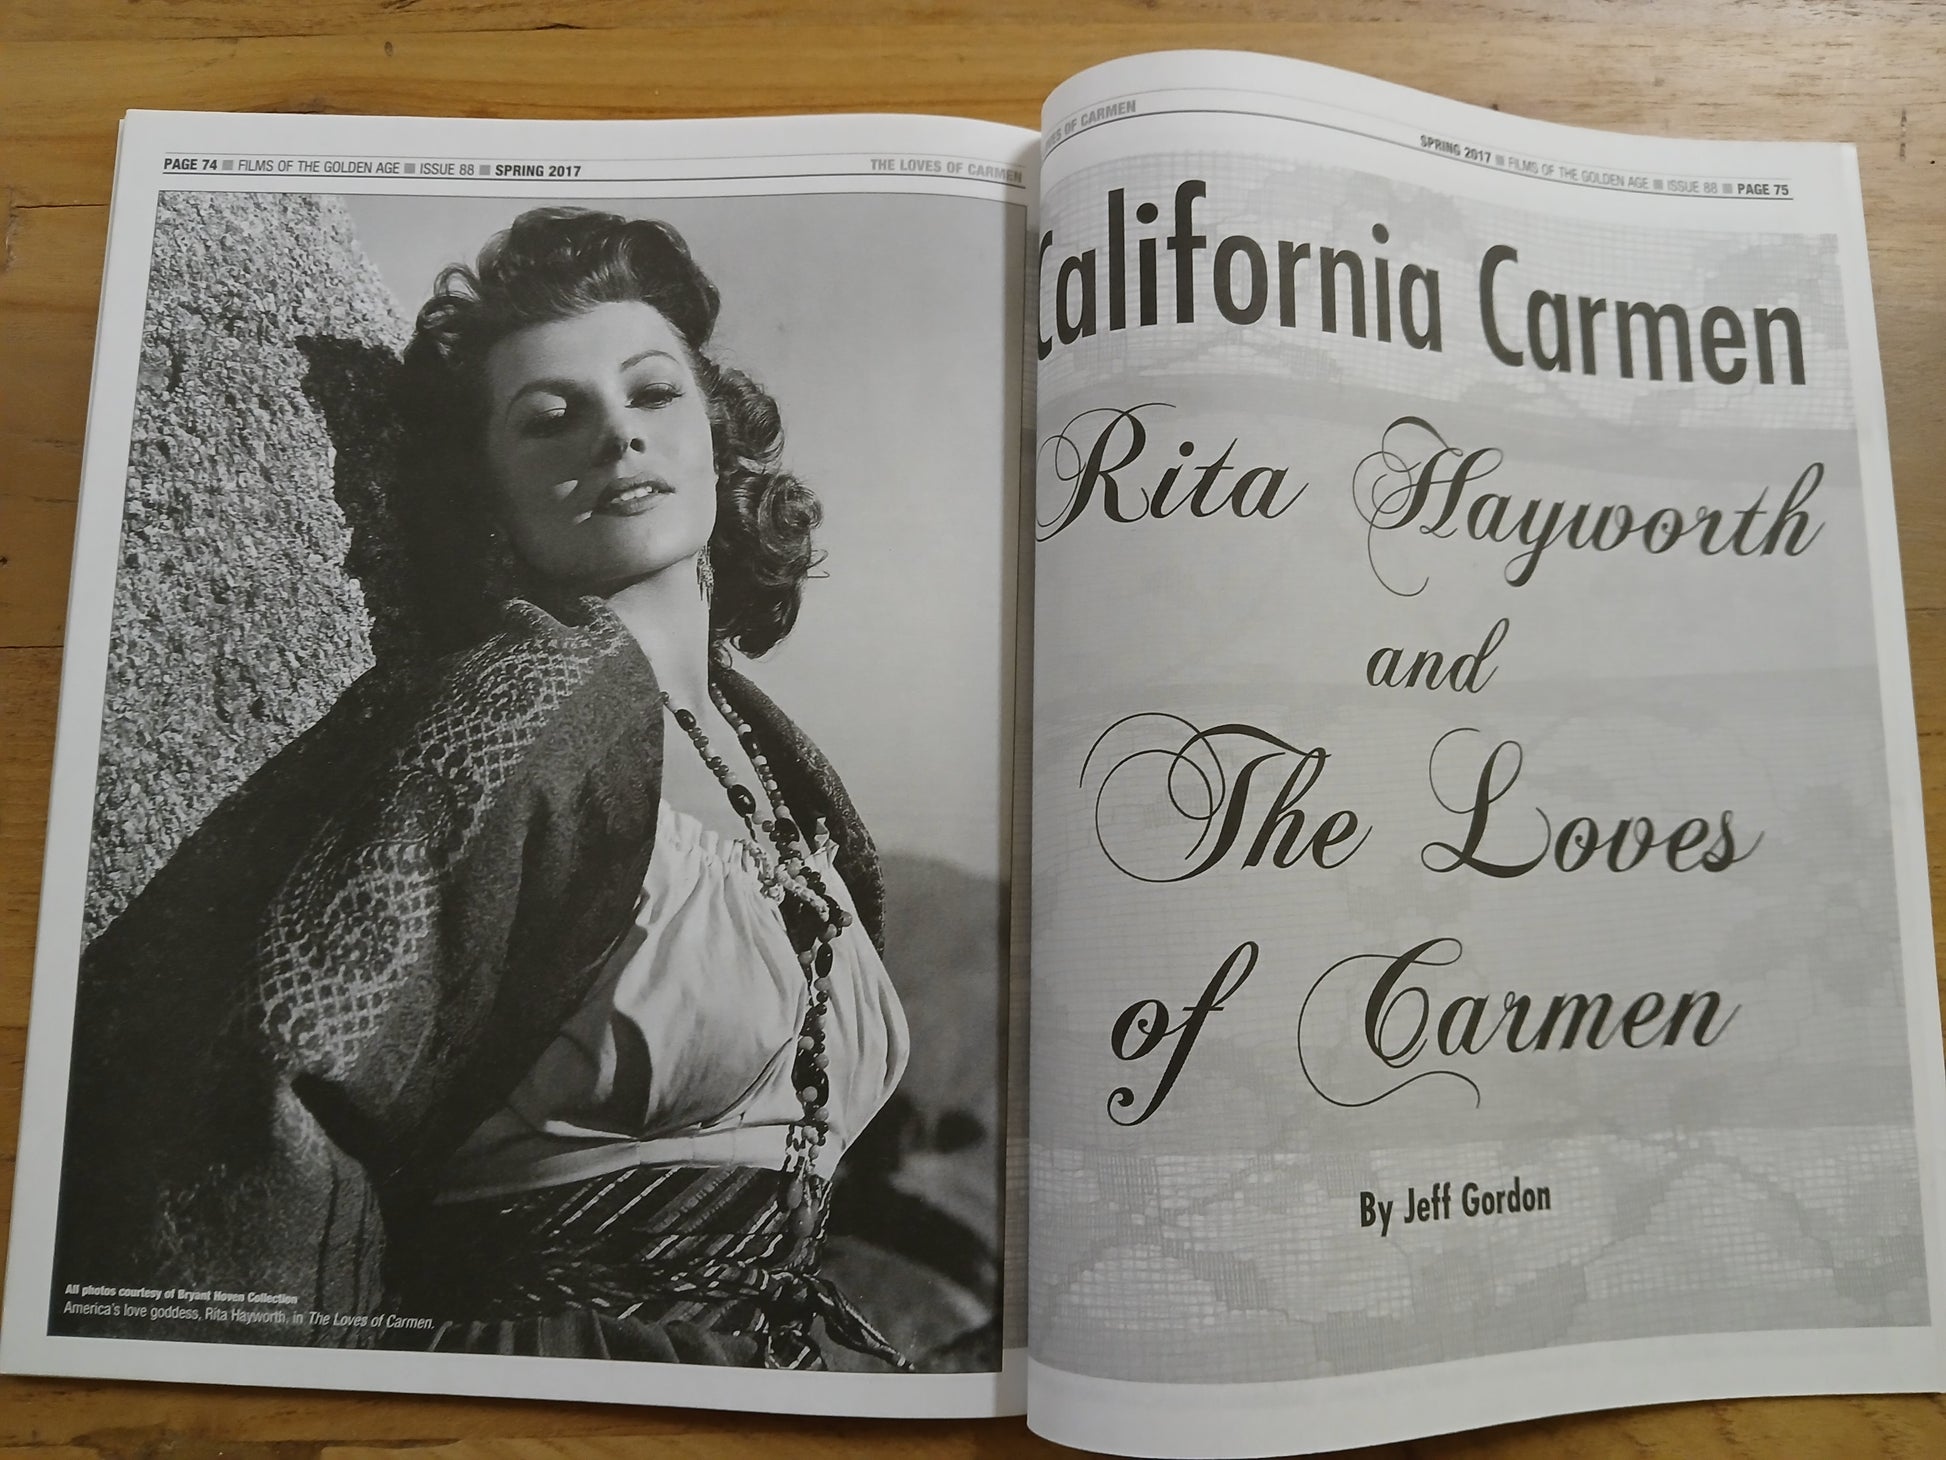 PAGE 74 ■ FILMS OF THE GOLDEN AGE ■ ISSUE 88 ■ SPRING 2017
THE LOVES OF CARMEN
All photos courtesy of Bryant Hoven Collection
America's love goddess, Rita Hayworth, in The Loves of Carmen.
OF CARMEN
SPRING 2017 ■ FILMS OF THE GOLDEN AGE ■ ISSUE 88 ■ PAGE 75
California Carmen
Rita Hayworth
and
The Loves
of Carmen
By Jeff Gordon